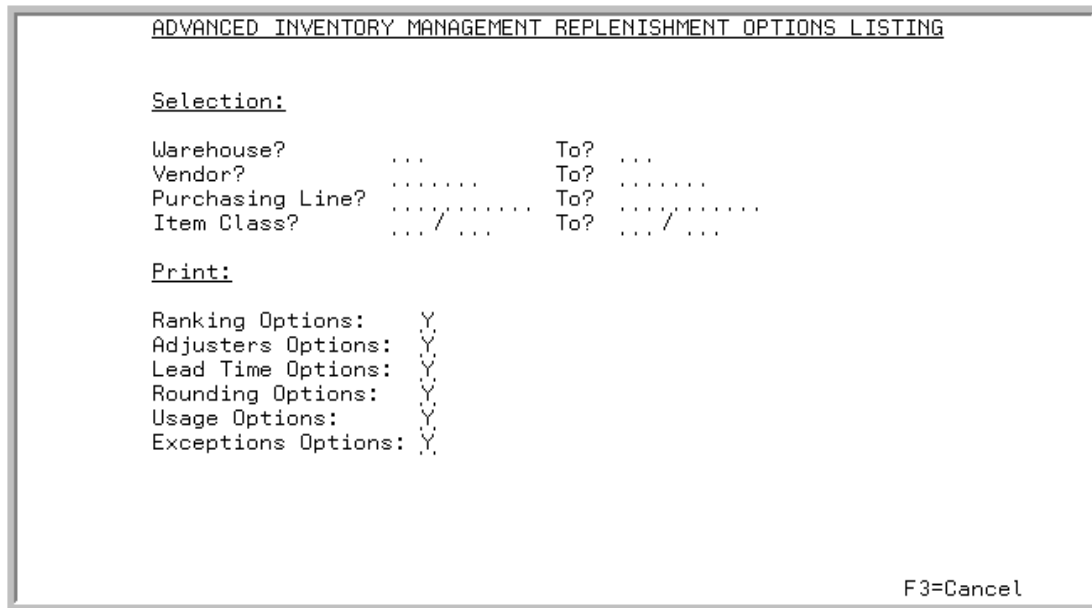 ADVANCED INVENTORY MANAGEMENT REPLENISHMENT OPTIONS LISTING
Selection:
Warehouse? ... To? ...
Vendor? ....... To? .......
Purchasing Line? ........... To? ...........
Item Class? ... / ... To? ... / ...
Print:
Ranking Options: Y
Adjusters Options: Y
Lead Time Options: Y
Rounding Options: Y
Usage Options: Y
Exceptions Options: Y
F3=Cancel